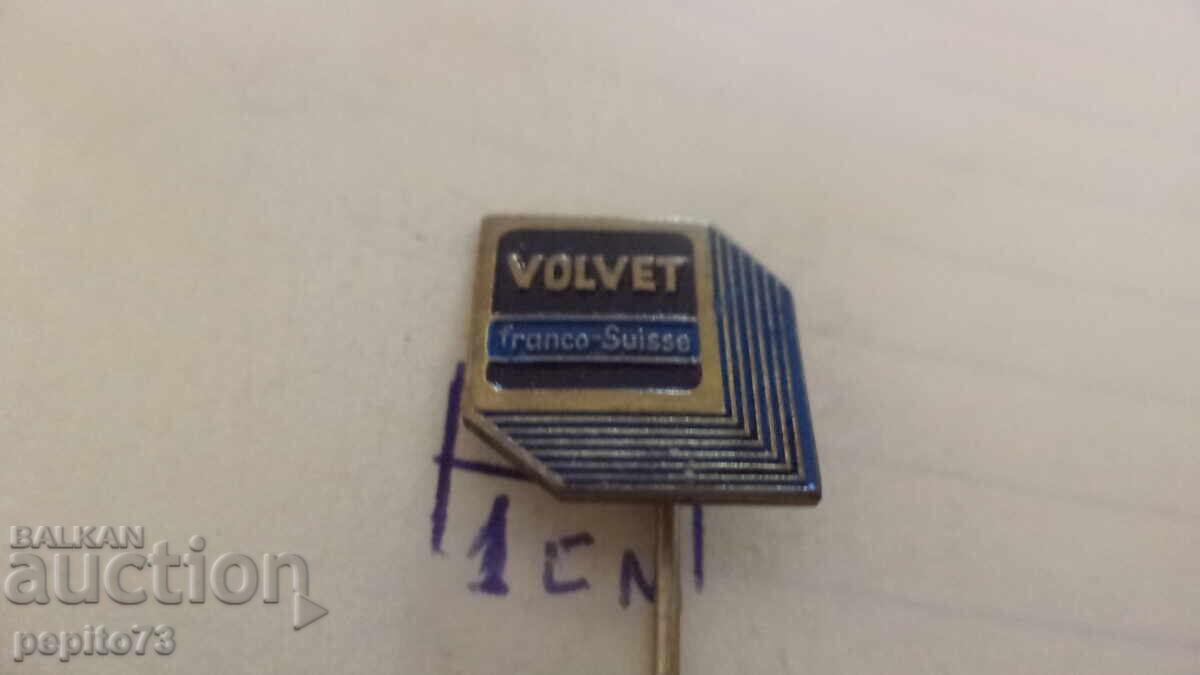 VOLVET
franco-Suisse
1 cm
BALKAN
auction
pepito73